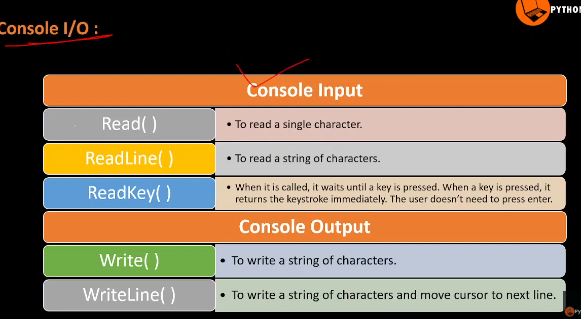 PYTHON
Console I/O :
Console Input
Read( )
• To read a single character.
ReadLine( )
• To read a string of characters.
ReadKey( )
• When it is called, it waits until a key is pressed. When a key is pressed, it
returns the keystroke immediately. The user doesn't need to press enter.
Console Output
Write( )
• To write a string of characters.
WriteLine( )
• To write a string of characters and move cursor to next line.